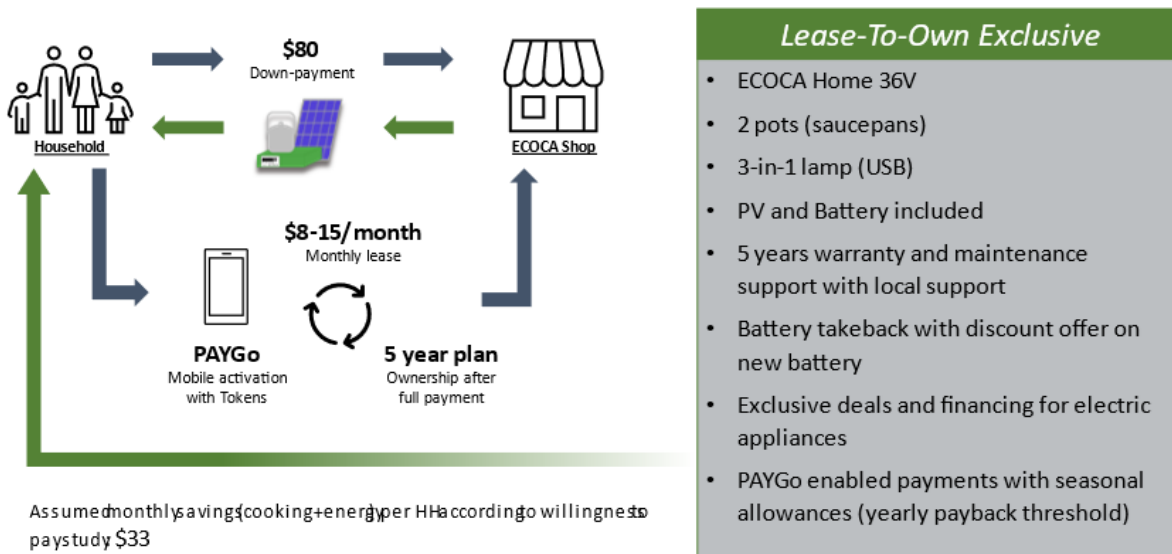 $80
Down-payment
Household
ECOCA Shop
$8-15/month
Monthly lease
PAYGo
Mobile activation
with Tokens
5 year plan
Ownership after
full payment
Assumed monthly savings (cooking+energy) per HH according to willingness to
pay study: $33
Lease-To-Own Exclusive
• ECOCA Home 36V
• 2 pots (saucepans)
• 3-in-1 lamp (USB)
• PV and Battery included
• 5 years warranty and maintenance
support with local support
• Battery takeback with discount offer on
new battery
• Exclusive deals and financing for electric
appliances
• PAYGo enabled payments with seasonal
allowances (yearly payback threshold)